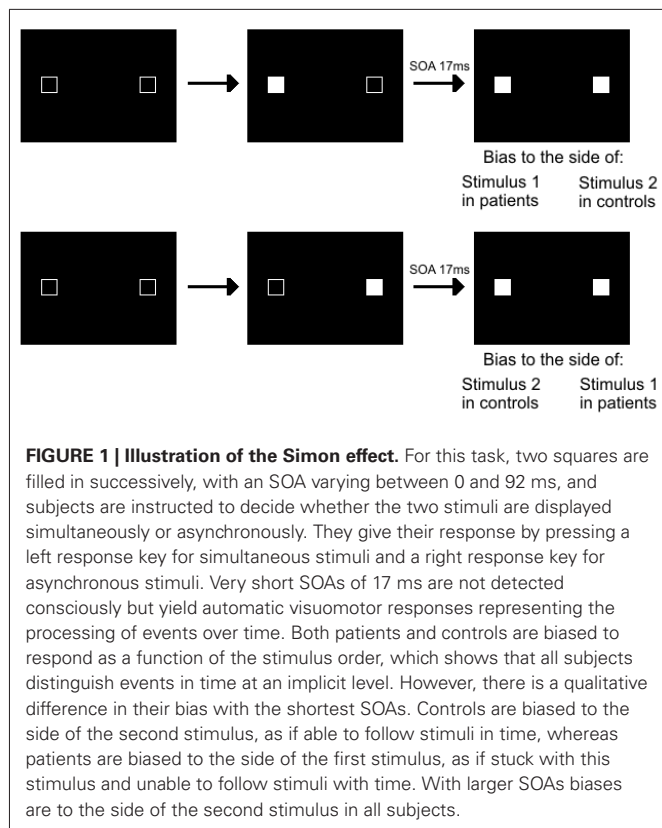 SOA 17ms
Bias to the side of:
Stimulus 1 Stimulus 2
in patients in controls
SOA 17ms
Bias to the side of:
Stimulus 2 Stimulus 1
in controls in patients
FIGURE 1 | Illustration of the Simon effect. For this task, two squares are
filled in successively, with an SOA varying between 0 and 92 ms, and
subjects are instructed to decide whether the two stimuli are displayed
simultaneously or asynchronously. They give their response by pressing a
left response key for simultaneous stimuli and a right response key for
asynchronous stimuli. Very short SOAs of 17 ms are not detected
consciously but yield automatic visuomotor responses representing the
processing of events over time. Both patients and controls are biased to
respond as a function of the stimulus order, which shows that all subjects
distinguish events in time at an implicit level. However, there is a qualitative
difference in their bias with the shortest SOAs. Controls are biased to the
side of the second stimulus, as if able to follow stimuli in time, whereas
patients are biased to the side of the first stimulus, as if stuck with this
stimulus and unable to follow stimuli with time. With larger SOAs biases
are to the side of the second stimulus in all subjects.